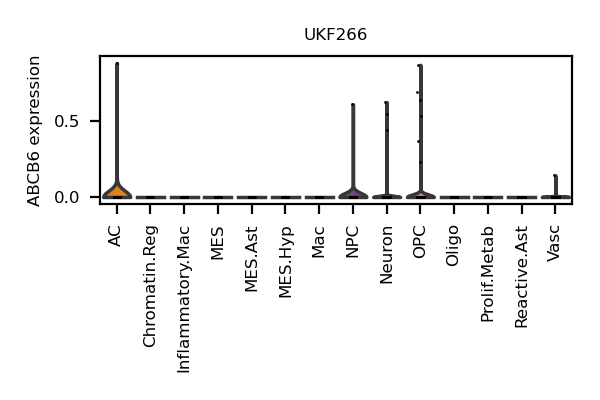 UKF266
ABCB6 expression
0.5
0.0
AC
Chromatin.Reg
Inflammatory.Mac
MES
MES.Ast
MES.Hyp
Mac
NPC
Neuron
OPC
Oligo
Prolif.Metab
Reactive.Ast
Vasc